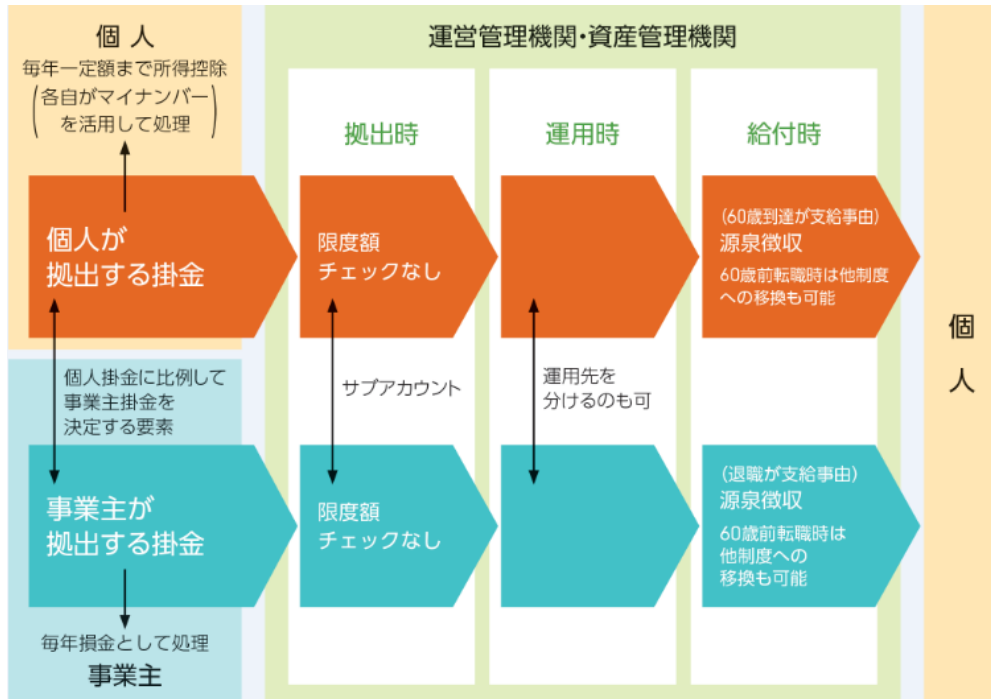 個人
毎年一定額まで所得控除
(各自がマイナンバー
を活用して処理)
運営管理機関・資産管理機関
拠出時
運用時
給付時
個人が
拠出する掛金
限度額
チェックなし
(60歳到達が支給事由)
源泉徴収
60歳前転職時は他制度
への移換も可能
個人掛金に比例して
事業主掛金を
決定する要素
サブアカウント
運用先を
分けるのも可
事業主が
拠出する掛金
限度額
チェックなし
(退職が支給事由)
源泉徴収
60歳前転職時は
他制度への
移換も可能
毎年損金として処理
事業主
個
人